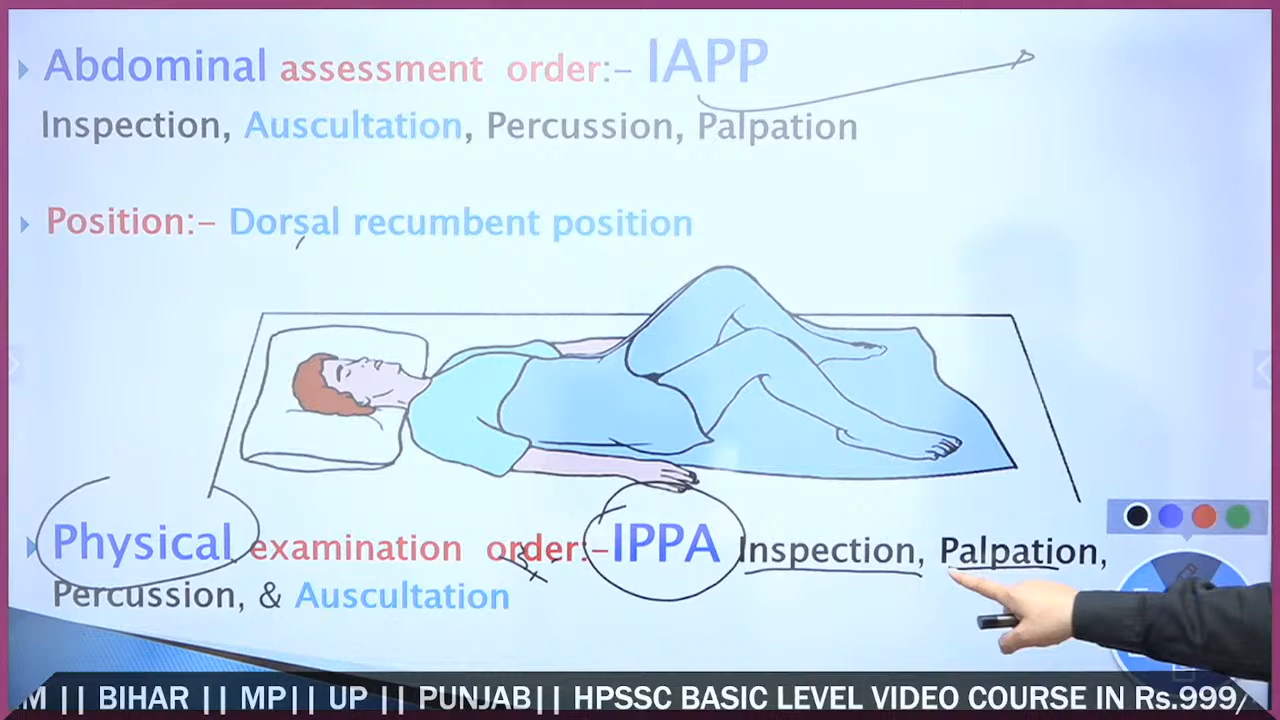 Abdominal assessment order:- IAPP
Inspection, Auscultation, Percussion, Palpation
Position:- Dorsal recumbent position
Physical examination order:- IPPA Inspection, Palpation,
Percussion, & Auscultation
M || BIHAR || MP|| UP || PUNJAB|| HPSSC BASIC LEVEL VIDEO COURSE IN Rs.999/